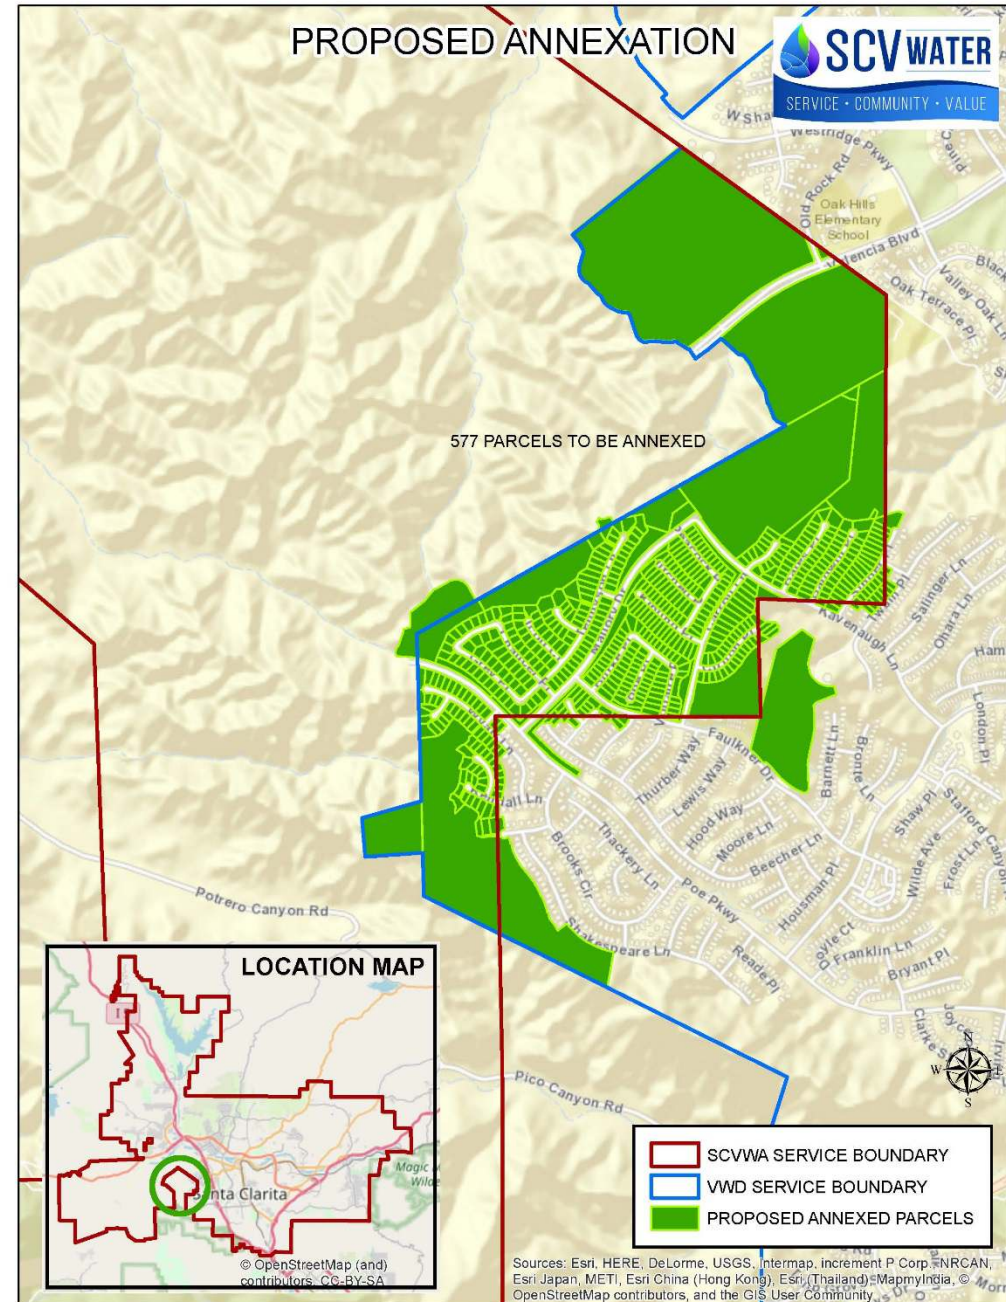 PROPOSED ANNEXATION
SCV WATER
SERVICE • COMMUNITY • VALUE
W Sha
Westridge Pkwy
Old Rock Rd
Oak Hills
Elementary
School
Valencia Blvd
Oak Terrace Pl
Valley Oak
Black
577 PARCELS TO BE ANNEXED
Kavenaugh Ln
Salinger Ln
Ohara Ln
Ham
London Pl
Faulkner Dr
Barnett Ln
Bronte Ln
Thurber Way
Lewis Way
Hood Way
Moore Ln
Beecher Ln
Housman Pl
Shaw Pl
Wilde Ave
Stafford Canyon
Frost Ln
Brooks Cir
Thackery Ln
Poe Pkwy
Shakespeare Ln
Reade Pl
Doyle Ct
Franklin Ln
Bryant Pl
Potrero Canyon Rd
Pico Canyon Rd
LOCATION MAP
Santa Clarita
Magic M
Wilde
© OpenStreetMap (and)
contributors, CC-BY-SA
N
W E
S
SCVWA SERVICE BOUNDARY
VWD SERVICE BOUNDARY
PROPOSED ANNEXED PARCELS
Sources: Esri, HERE, DeLorme, USGS, Intermap, increment P Corp., NRCAN,
Esri Japan, METI, Esri China (Hong Kong), Esri (Thailand), MapmyIndia, ©
OpenStreetMap contributors, and the GIS User Community